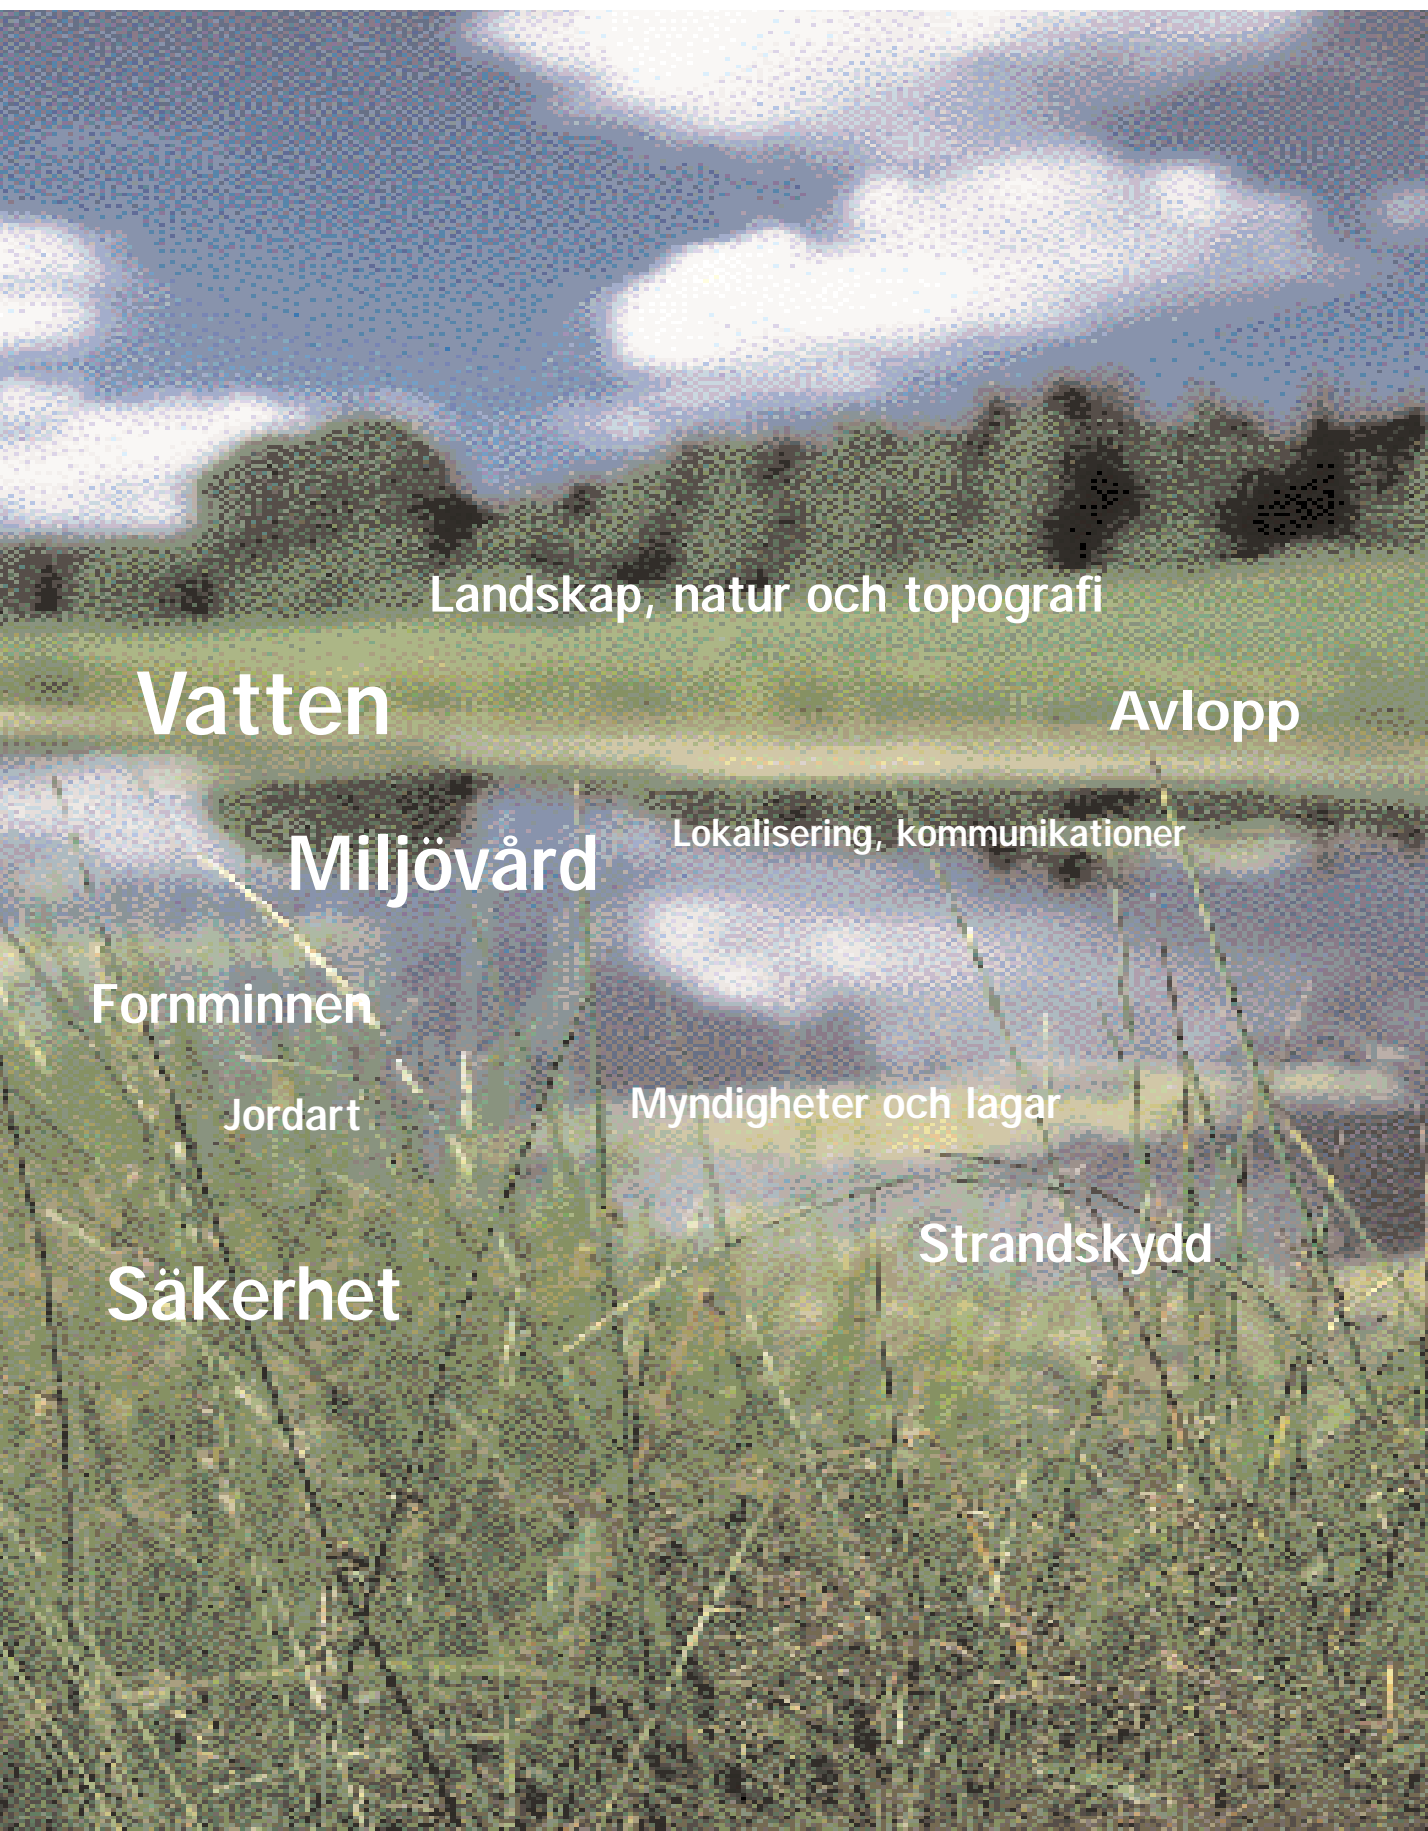 Landskap, natur och topografi
Vatten
Avlopp
Miljövård
Lokalisering, kommunikationer
Fornminnen
Jordart
Myndigheter och lagar
Strandskydd
Säkerhet